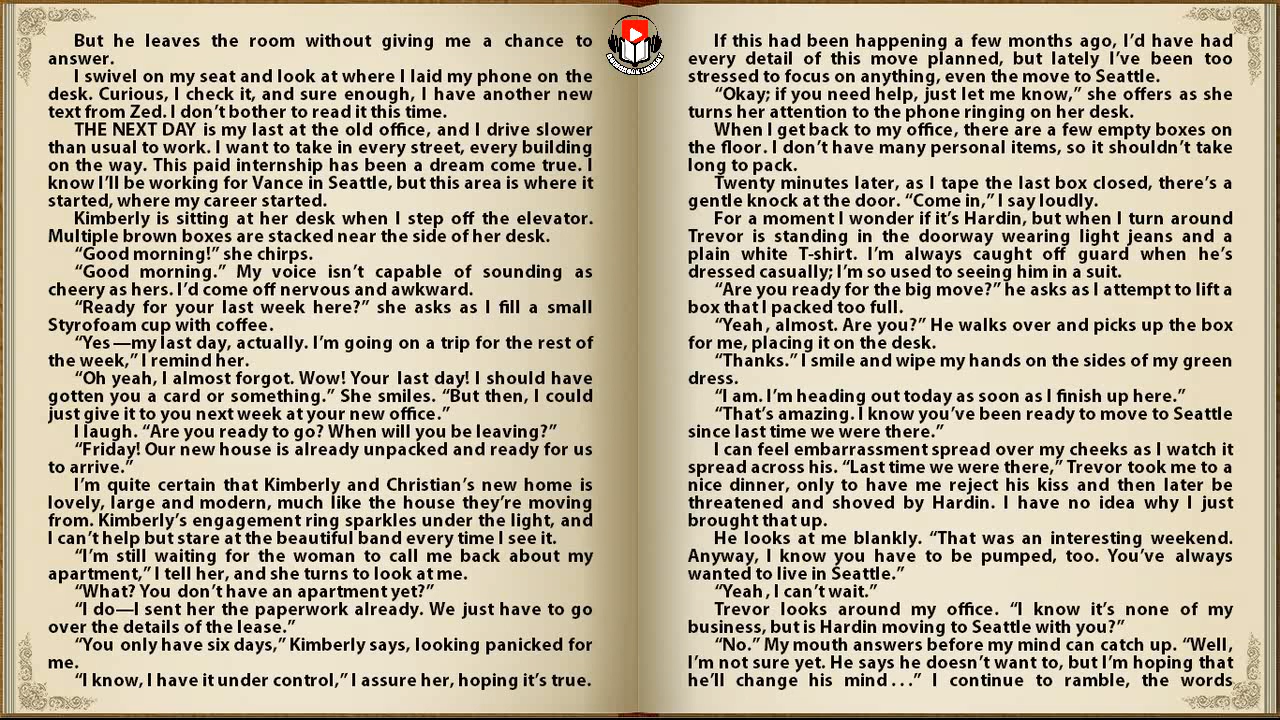 But he leaves the room without giving me a chance to
answer.
I swivel on my seat and look at where I laid my phone on the
desk. Curious, I check it, and sure enough, I have another new
text from Zed. I don’t bother to read it this time.
THE NEXT DAY is my last at the old office, and I drive slower
than usual to work. I want to take in every street, every building
on the way. This paid internship has been a dream come true. I
know I’ll be working for Vance in Seattle, but this area is where it
started, where my career started.
Kimberly is sitting at her desk when I step off the elevator.
Multiple brown boxes are stacked near the side of her desk.
“Good morning!” she chirps.
“Good morning.” My voice isn’t capable of sounding as
cheery as hers. I’d come off nervous and awkward.
“Ready for your last week here?” she asks as I fill a small
Styrofoam cup with coffee.
“Yes—my last day, actually. I’m going on a trip for the rest of
the week,” I remind her.
“Oh yeah, I almost forgot. Wow! Your last day! I should have
gotten you a card or something.” She smiles. “But then, I could
just give it to you next week at your new office.”
I laugh. “Are you ready to go? When will you be leaving?”
“Friday! Our new house is already unpacked and ready for us
to arrive.”
I’m quite certain that Kimberly and Christian’s new home is
lovely, large and modern, much like the house they’re moving
from. Kimberly’s engagement ring sparkles under the light, and
I can’t help but stare at the beautiful band every time I see it.
“I’m still waiting for the woman to call me back about my
apartment,” I tell her, and she turns to look at me.
“What? You don’t have an apartment yet?”
“I do—I sent her the paperwork already. We just have to go
over the details of the lease.”
“You only have six days,” Kimberly says, looking panicked for
me.
“I know, I have it under control,” I assure her, hoping it’s true.
If this had been happening a few months ago, I’d have had
every detail of this move planned, but lately I’ve been too
stressed to focus on anything, even the move to Seattle.
“Okay; if you need help, just let me know,” she offers as she
turns her attention to the phone ringing on her desk.
When I get back to my office, there are a few empty boxes on
the floor. I don’t have many personal items, so it shouldn’t take
long to pack.
Twenty minutes later, as I tape the last box closed, there’s a
gentle knock at the door. “Come in,” I say loudly.
For a moment I wonder if it’s Hardin, but when I turn around
Trevor is standing in the doorway wearing light jeans and a
plain white T-shirt. I’m always caught off guard when he’s
dressed casually; I’m so used to seeing him in a suit.
“Are you ready for the big move?” he asks as I attempt to lift a
box that I packed too full.
“Yeah, almost. Are you?” He walks over and picks up the box
for me, placing it on the desk.
“Thanks.” I smile and wipe my hands on the sides of my green
dress.
“I am. I’m heading out today as soon as I finish up here.”
“That’s amazing. I know you’ve been ready to move to Seattle
since last time we were there.”
I can feel embarrassment spread over my cheeks as I watch it
spread across his. “Last time we were there,” Trevor took me to a
nice dinner, only to have me reject his kiss and then later be
threatened and shoved by Hardin. I have no idea why I just
brought that up.
He looks at me blankly. “That was an interesting weekend.
Anyway, I know you have to be pumped, too. You’ve always
wanted to live in Seattle.”
“Yeah, I can’t wait.”
Trevor looks around my office. “I know it’s none of my
business, but is Hardin moving to Seattle with you?”
“No.” My mouth answers before my mind can catch up. “Well,
I’m not sure yet. He says he doesn’t want to, but I’m hoping that
he’ll change his mind . . .” I continue to ramble, the words